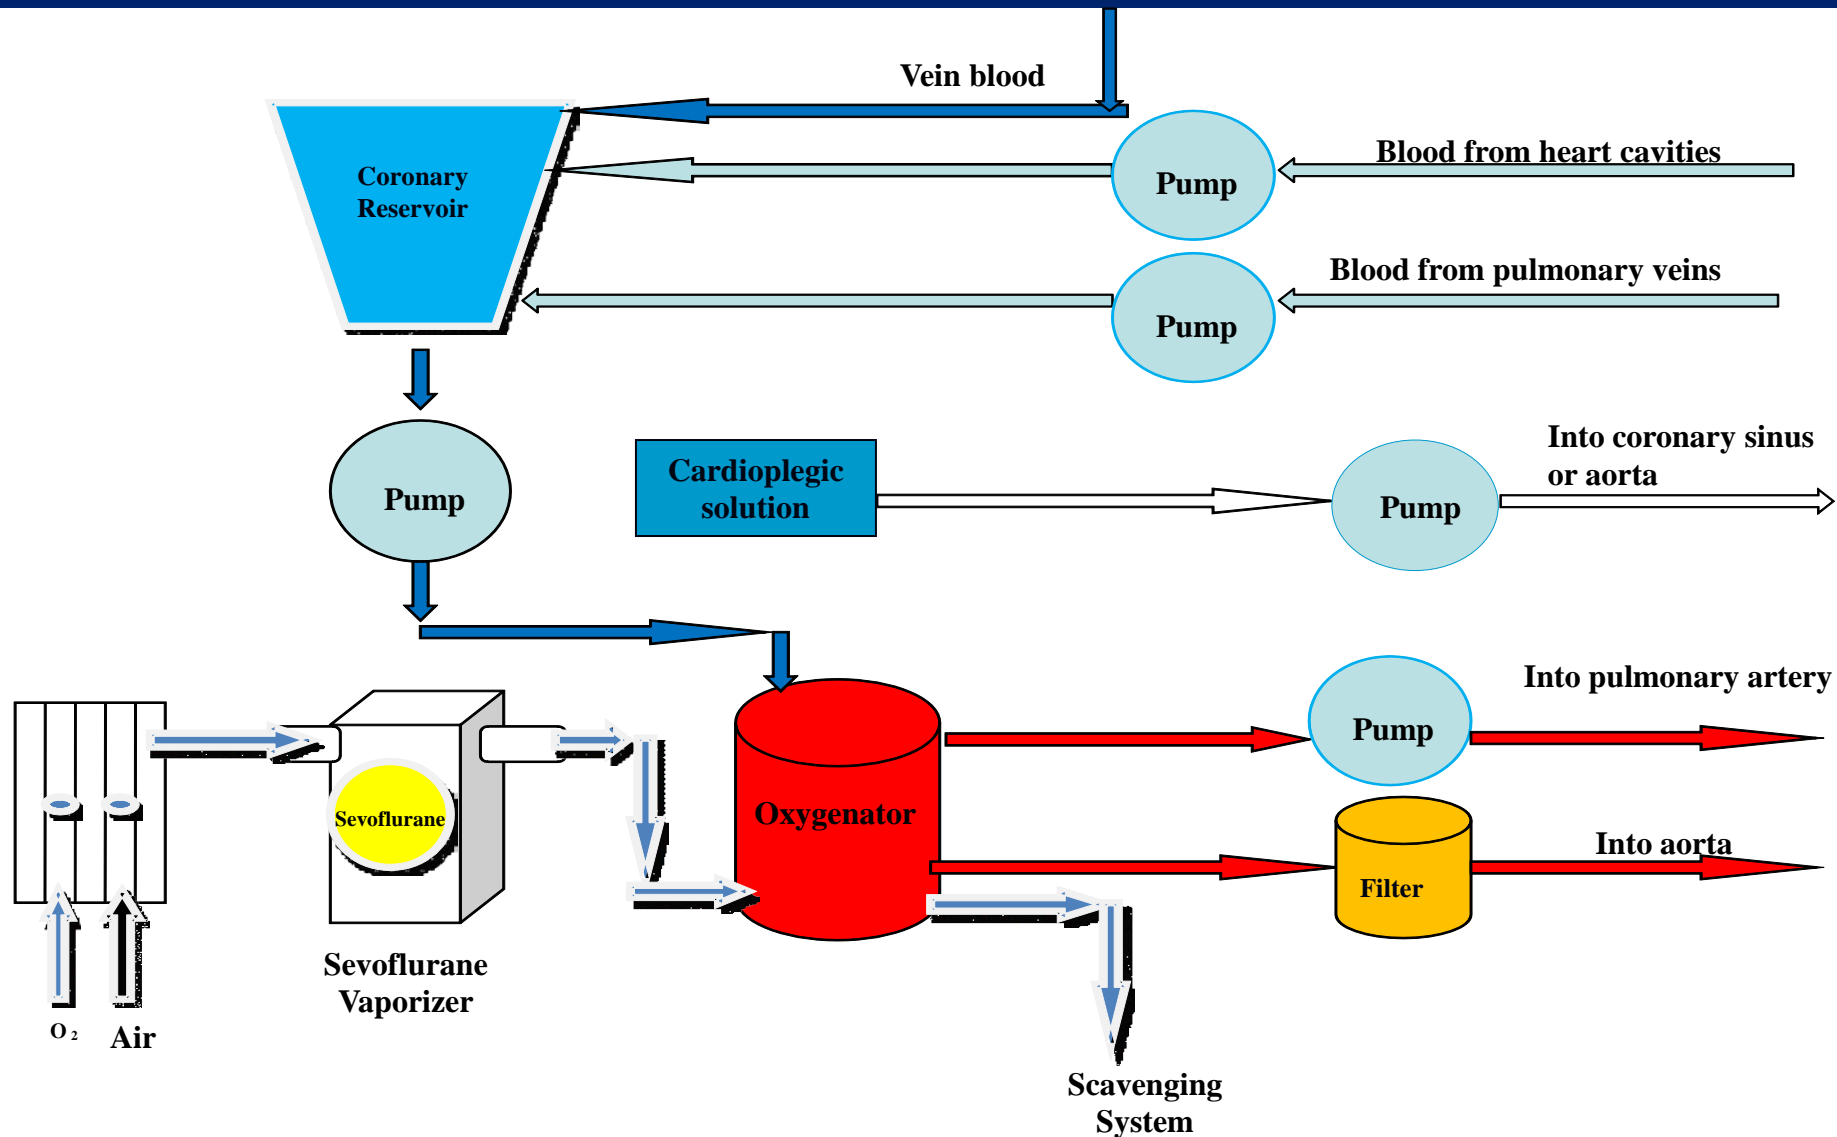 Vein blood
Coronary
Reservoir
Pump
Blood from heart cavities
Pump
Blood from pulmonary veins
Pump
Cardioplegic
solution
Pump
Into coronary sinus
or aorta
Sevoflurane
Oxygenator
Pump
Into pulmonary artery
Filter
Into aorta
Sevoflurane
Vaporizer
O₂
Air
Scavenging
System